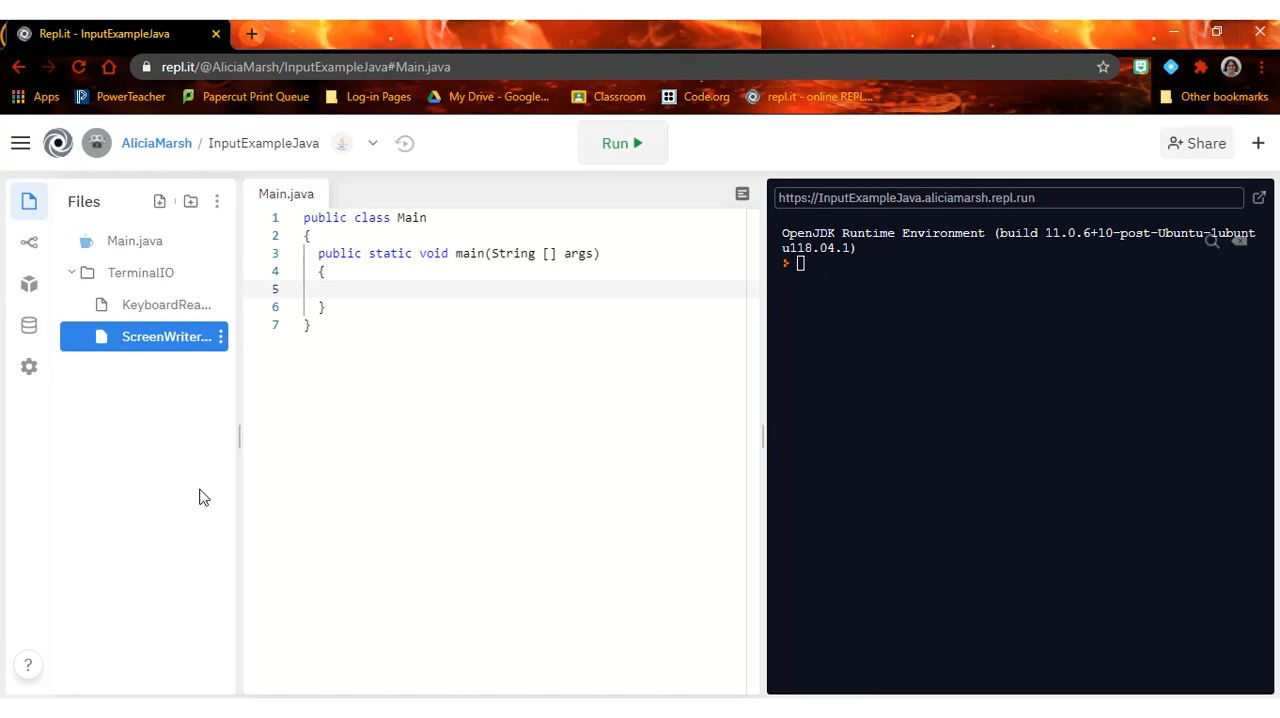 Repl.it - InputExampleJava
repl.it/@AliciaMarsh/InputExampleJava#Main.java
Apps PowerTeacher Papercut Print Queue Log-in Pages My Drive - Google... Classroom Code.org repl.it - online REPL... Other bookmarks
AliciaMarsh / InputExampleJava Run Share
Files
Main.java
TerminalIO
KeyboardRea...
ScreenWriter...
?
Main.java
1 public class Main
2 {
3 public static void main(String [] args)
4 {
5
6 }
7 }
https://InputExampleJava.aliciamarsh.repl.run
OpenJDK Runtime Environment (build 11.0.6+10-post-Ubuntu-1ubunt
u118.04.1)